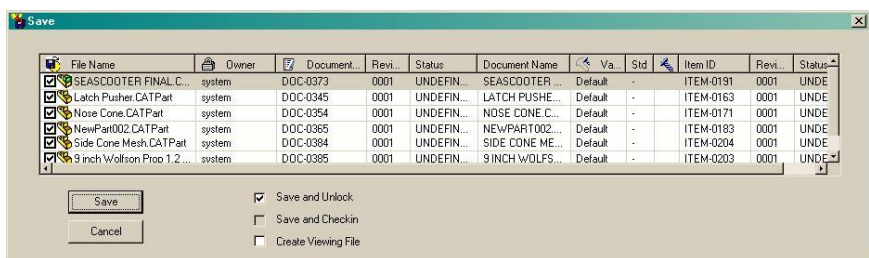 Save
File Name Owner Document... Revi... Status Document Name Va... Std Item ID Revi... Status
SEASCOOTER FINAL.C... system DOC-0373 0001 UNDEFIN... SEASCOOTER ... Default - ITEM-0191 0001 UNDE
Latch Pusher.CATPart system DOC-0345 0001 UNDEFIN... LATCH PUSHE... Default - ITEM-0163 0001 UNDE
Nose Cone.CATPart system DOC-0354 0001 UNDEFIN... NOSE CONE.C... Default - ITEM-0171 0001 UNDE
NewPart002.CATPart system DOC-0365 0001 UNDEFIN... NEWPART002.... Default - ITEM-0183 0001 UNDE
Side Cone Mesh.CATPart system DOC-0384 0001 UNDEFIN... SIDE CONE ME... Default - ITEM-0203 0001 UNDE
9 inch Wolfson Prop 1.2 ... system DOC-0385 0001 UNDEFIN... 9 INCH WOLFS... Default - ITEM-0204 0001 UNDE
Save Save and Unlock
Save and Checkin
Cancel
Create Viewing File